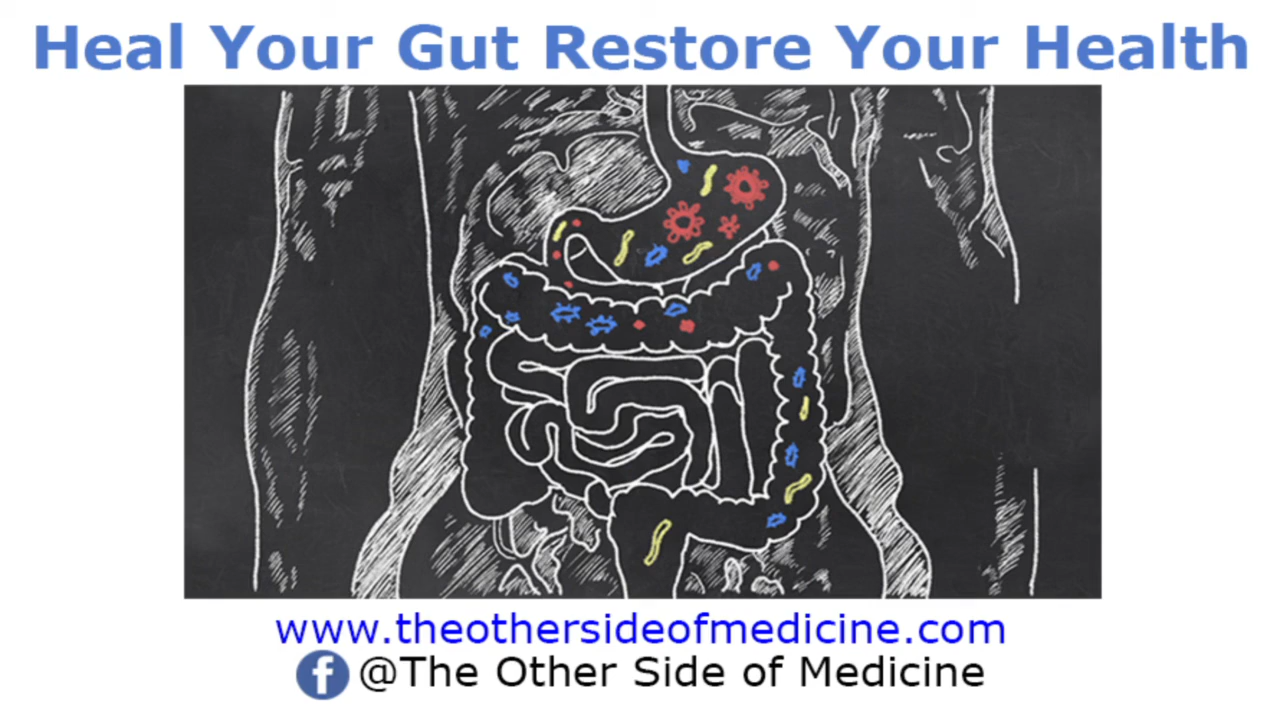 Heal Your Gut Restore Your Health
www.theothersideofmedicine.com
@The Other Side of Medicine